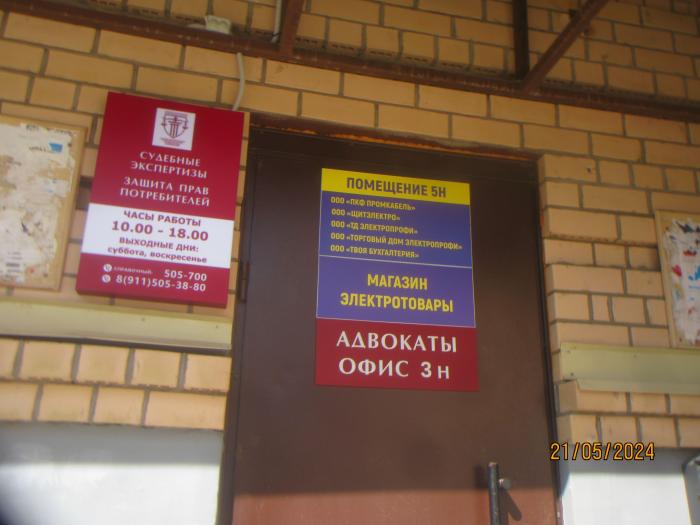 СУДЕБНЫЕ
ЭКСПЕРТИЗЫ
ЗАЩИТА ПРАВ
ПОТРЕБИТЕЛЕЙ
ЧАСЫ РАБОТЫ
10.00 - 18.00
ВЫХОДНЫЕ ДНИ:
суббота, воскресенье
СПРАВОЧНЫЙ: 505-700
8(911)505-38-80
ПОМЕЩЕНИЕ 5Н
ООО «ПКФ ПРОМКАБЕЛЬ»
ООО «ЩИТЭЛЕКТРО»
ООО «ТД ЭЛЕКТРОПРОФИ»
ООО «ТОРГОВЫЙ ДОМ ЭЛЕКТРОПРОФИ»
ООО «ТВОЯ БУХГАЛТЕРИЯ»
МАГАЗИН
ЭЛЕКТРОТОВАРЫ
АДВОКАТЫ
ОФИС 3 Н
21/05/2024